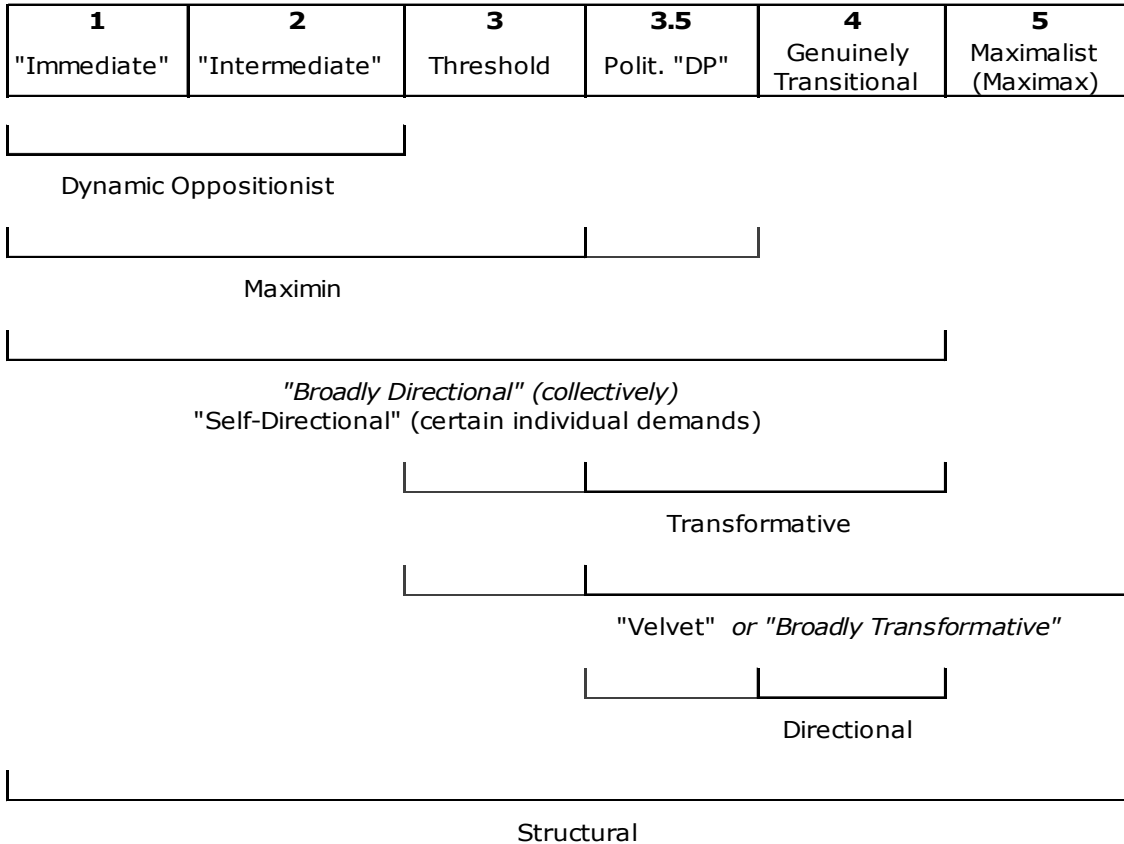 1 2 3 3.5 4 5
"Immediate" "Intermediate" Threshold Polit. "DP" Genuinely Transitional Maximalist (Maximax)
Dynamic Oppositionist
Maximin
"Broadly Directional" (collectively)
"Self-Directional" (certain individual demands)
Transformative
"Velvet" or "Broadly Transformative"
Directional
Structural